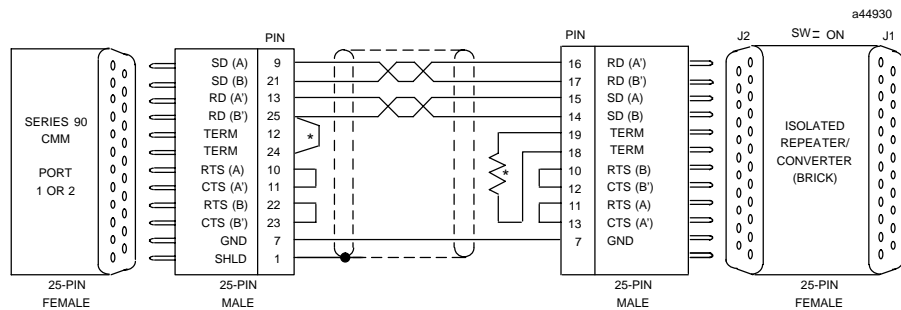 a44930
PIN
PIN
J2
SW = ON
J1
SERIES 90
CMM
PORT
1 OR 2
SD (A) 9
SD (B) 21
RD (A') 13
RD (B') 25
TERM 12
TERM 24
RTS (A) 10
CTS (A') 11
RTS (B) 22
CTS (B') 23
GND 7
SHLD 1
*
*
16 RD (A')
17 RD (B')
15 SD (A)
14 SD (B)
19 TERM
18 TERM
10 RTS (B)
12 CTS (B')
11 RTS (A)
13 CTS (A')
7 GND
ISOLATED
REPEATER/
CONVERTER
(BRICK)
25-PIN
FEMALE
25-PIN
MALE
25-PIN
MALE
25-PIN
FEMALE